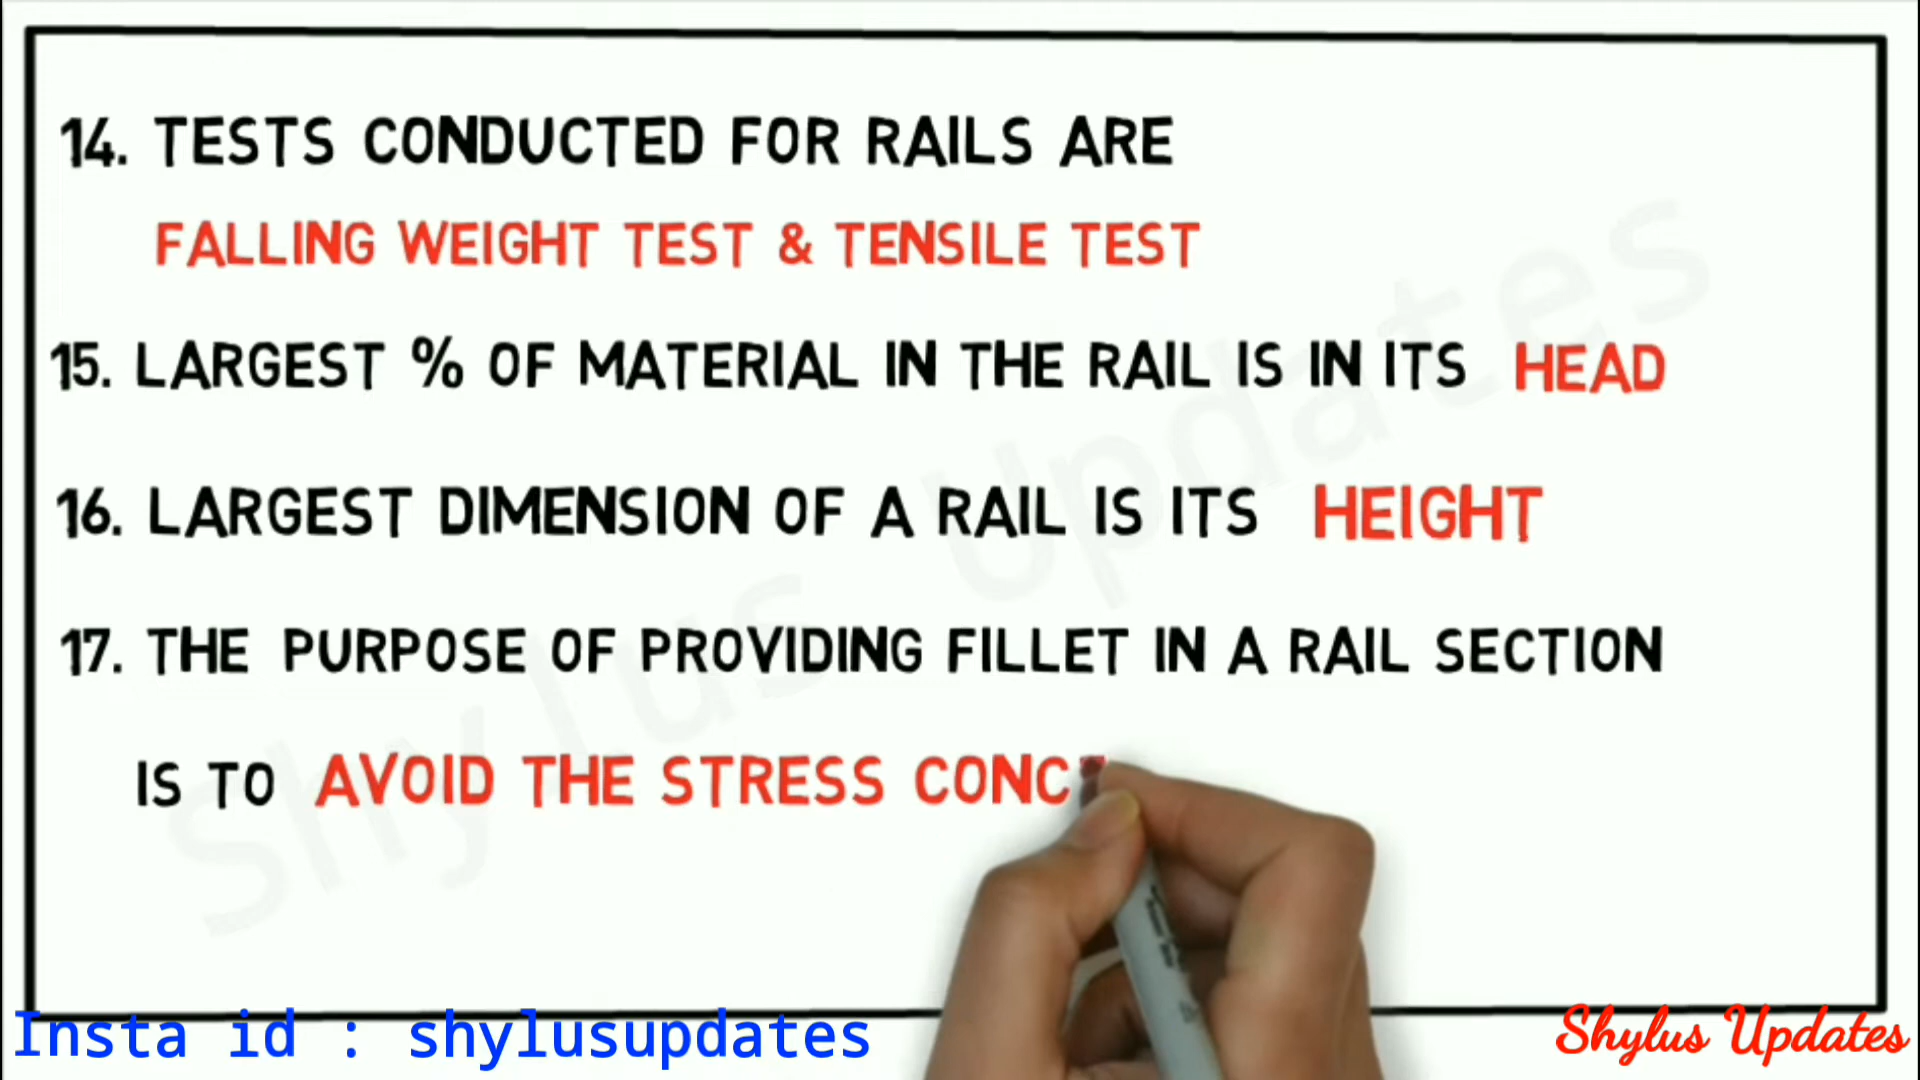 14. TESTS CONDUCTED FOR RAILS ARE
FALLING WEIGHT TEST & TENSILE TEST
15. LARGEST % OF MATERIAL IN THE RAIL IS IN ITS HEAD
16. LARGEST DIMENSION OF A RAIL IS ITS HEIGHT
17. THE PURPOSE OF PROVIDING FILLET IN A RAIL SECTION
IS TO AVOID THE STRESS CONC
Shylus Updates
Insta id : shylusupdates
Shylus Updates